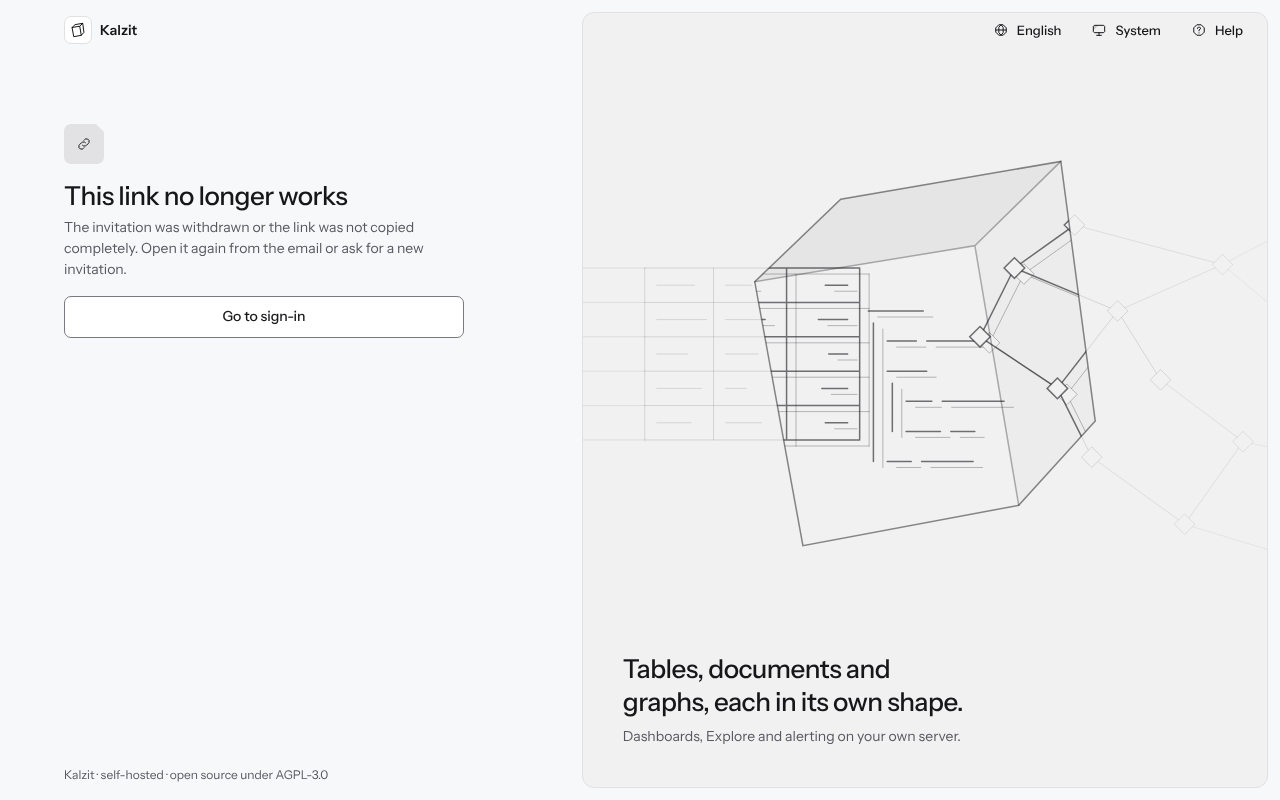 Kalzit
English
System
Help
This link no longer works
The invitation was withdrawn or the link was not copied
completely. Open it again from the email or ask for a new
invitation.
Go to sign-in
Tables, documents and
graphs, each in its own shape.
Dashboards, Explore and alerting on your own server.
Kalzit · self-hosted · open source under AGPL-3.0